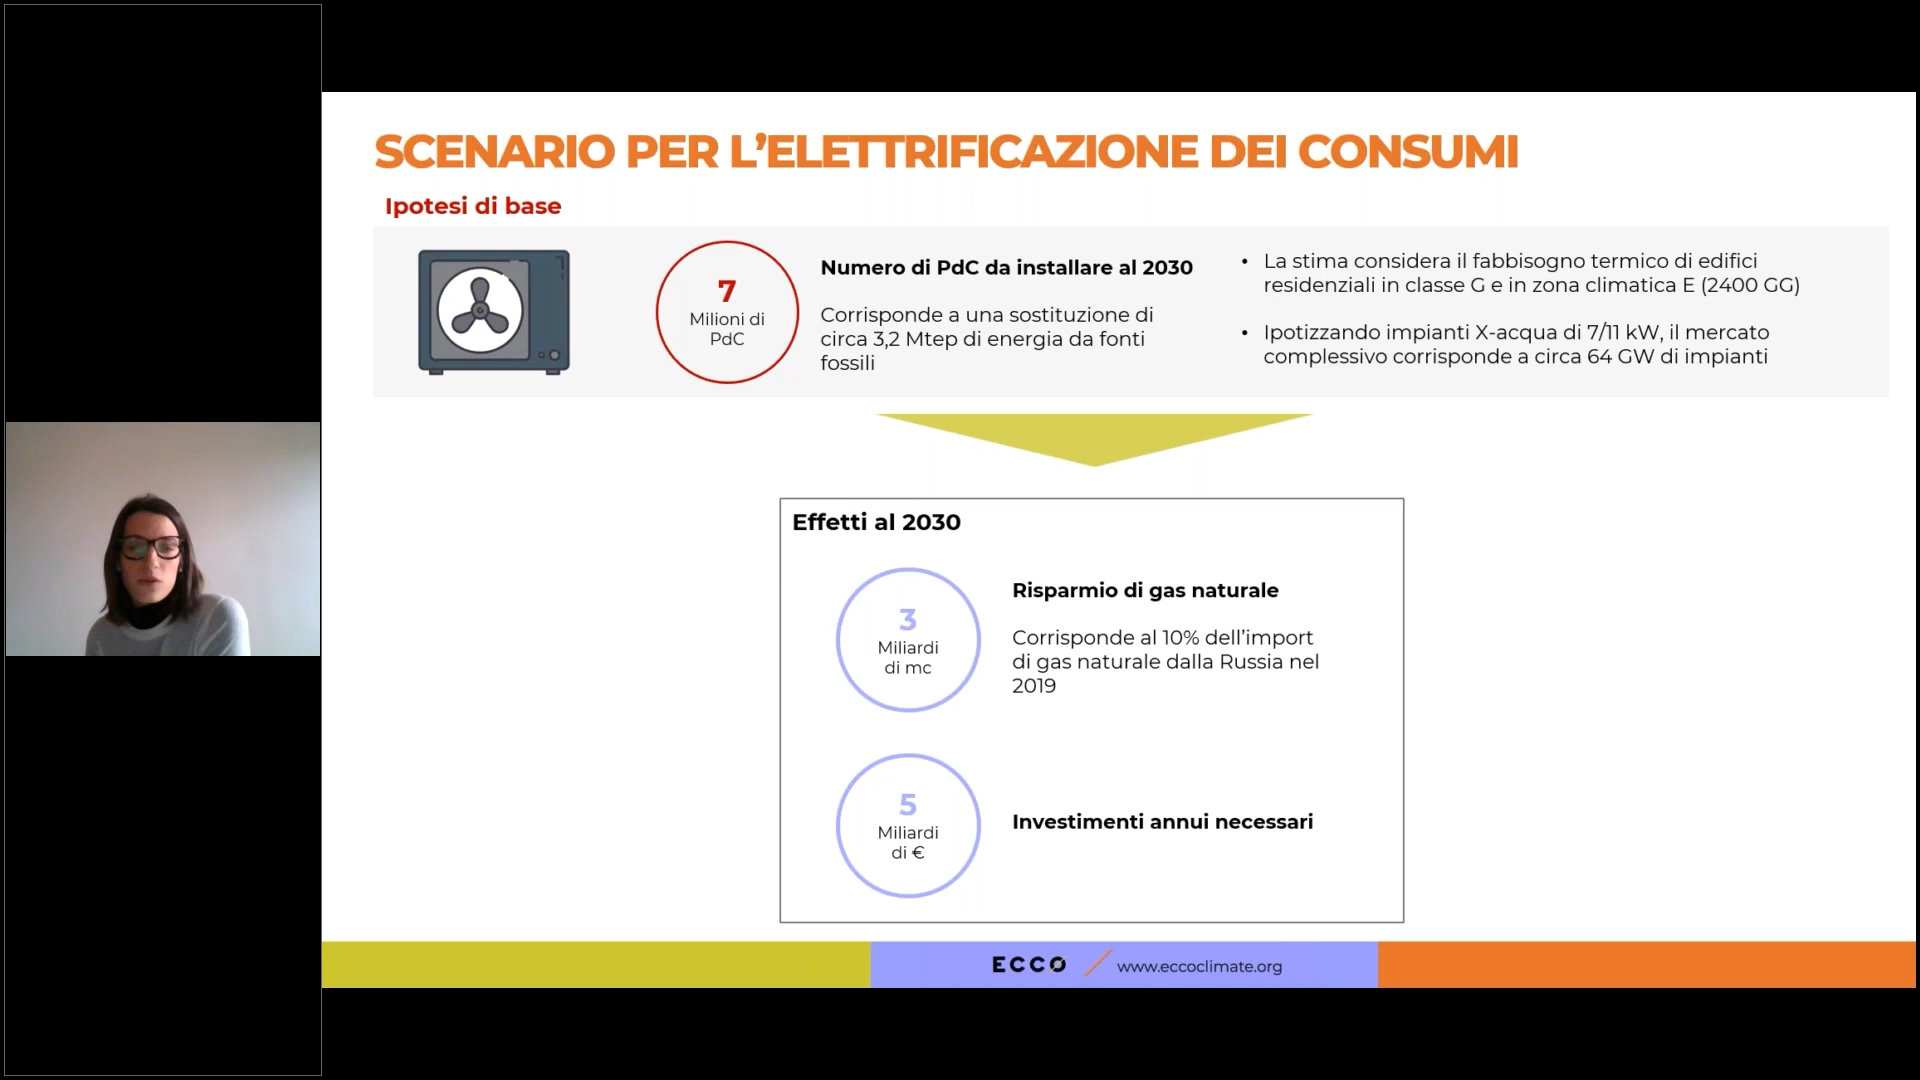 SCENARIO PER L’ELETTRIFICAZIONE DEI CONSUMI
Ipotesi di base
7
Milioni di
PdC
Numero di PdC da installare al 2030
Corrisponde a una sostituzione di
circa 3,2 Mtep di energia da fonti
fossili
• La stima considera il fabbisogno termico di edifici
residenziali in classe G e in zona climatica E (2400 GG)
• Ipotizzando impianti X-acqua di 7/11 kW, il mercato
complessivo corrisponde a circa 64 GW di impianti
Effetti al 2030
3
Miliardi
di mc
Risparmio di gas naturale
Corrisponde al 10% dell’import
di gas naturale dalla Russia nel
2019
5
Miliardi
di €
Investimenti annui necessari
ECCO
www.eccoclimate.org